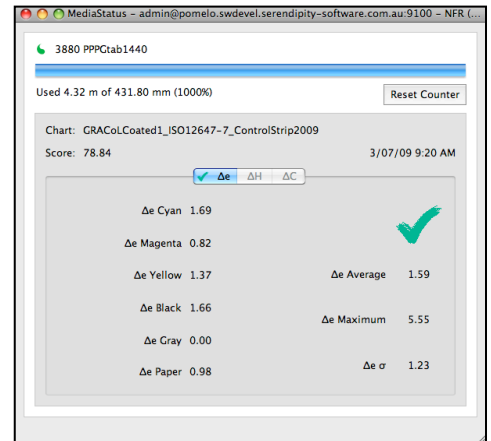 MediaStatus - admin@pomelo.swdevel.serendipity-software.com.au:9100 - NFR (...
3880 PPPGtab1440
Used 4.32 m of 431.80 mm (1000%)
Reset Counter
Chart: GRACoLCoated1_ISO12647-7_ControlStrip2009
Score: 78.84
3/07/09 9:20 AM
Δe ΔH ΔC
Δe Cyan 1.69
Δe Magenta 0.82
Δe Yellow 1.37
Δe Black 1.66
Δe Gray 0.00
Δe Paper 0.98
Δe Average 1.59
Δe Maximum 5.55
Δe σ 1.23